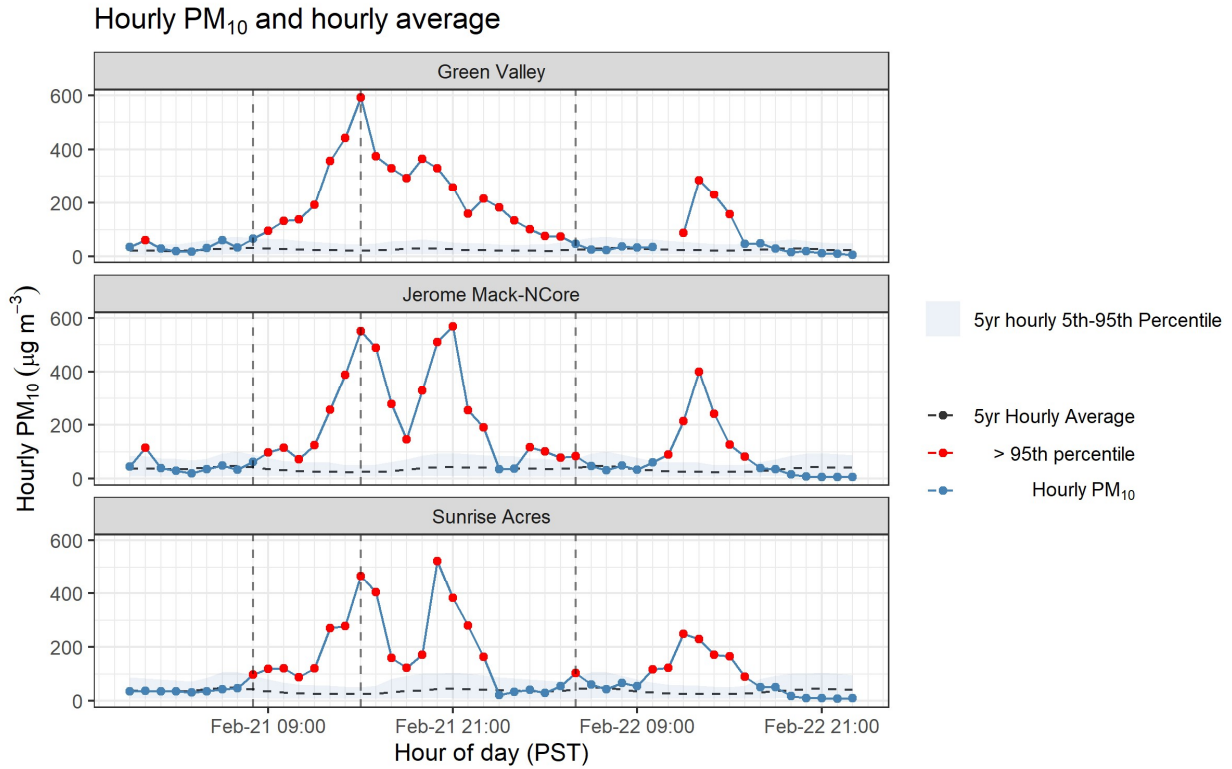 Hourly PM₁₀ and hourly average
Green Valley
600
400
200
0
Jerome Mack-NCore
600
400
200
0
Sunrise Acres
600
400
200
0
Hourly PM₁₀ (μg m⁻³)
Feb-21 09:00 Feb-21 21:00 Feb-22 09:00 Feb-22 21:00
Hour of day (PST)
5yr hourly 5th-95th Percentile
5yr Hourly Average
> 95th percentile
Hourly PM₁₀